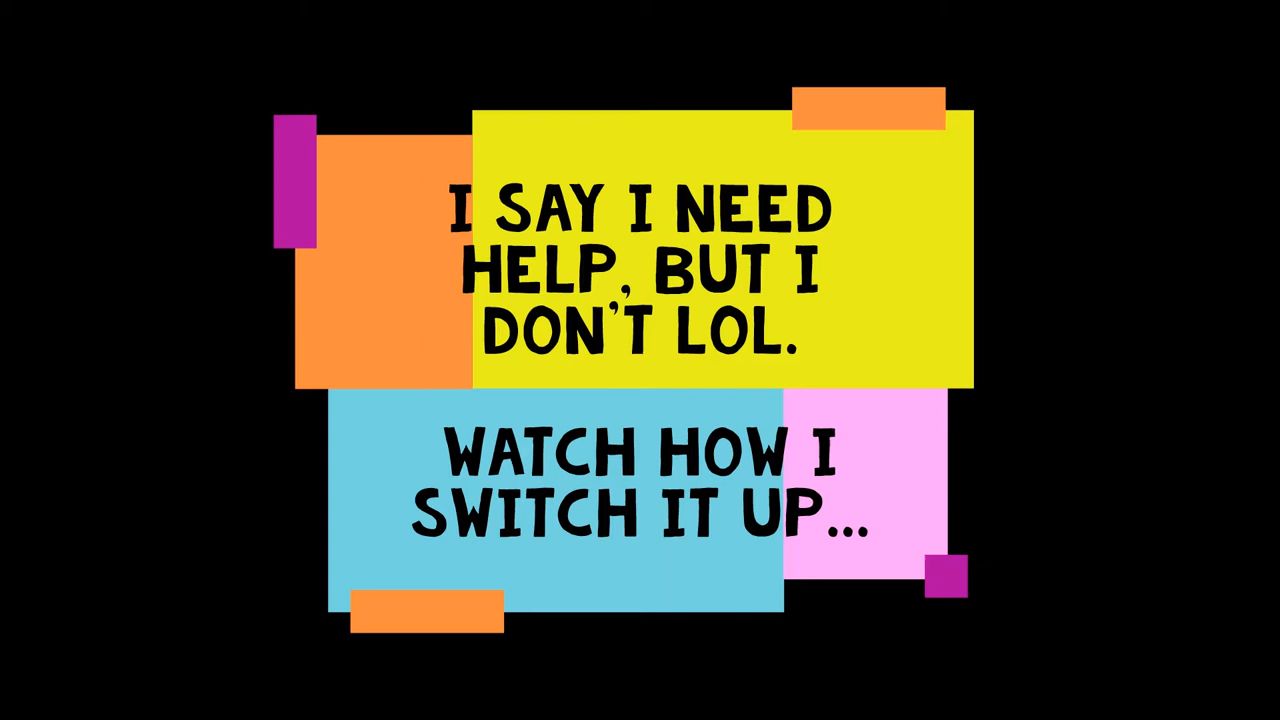 I SAY I NEED
HELP, BUT I
DON'T LOL.
WATCH HOW I
SWITCH IT UP...